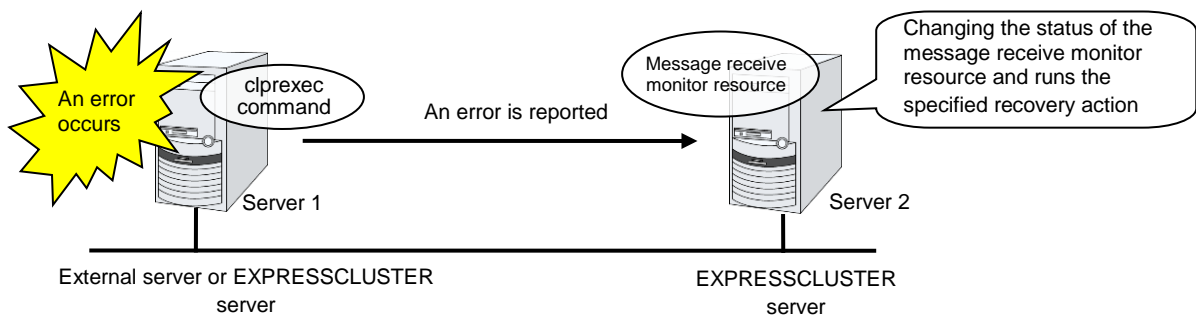 An error
occurs
clprexec
command
Server 1
External server or EXPRESSCLUSTER
server
An error is reported
Message receive
monitor resource
Server 2
EXPRESSCLUSTER
server
Changing the status of the
message receive monitor
resource and runs the
specified recovery action